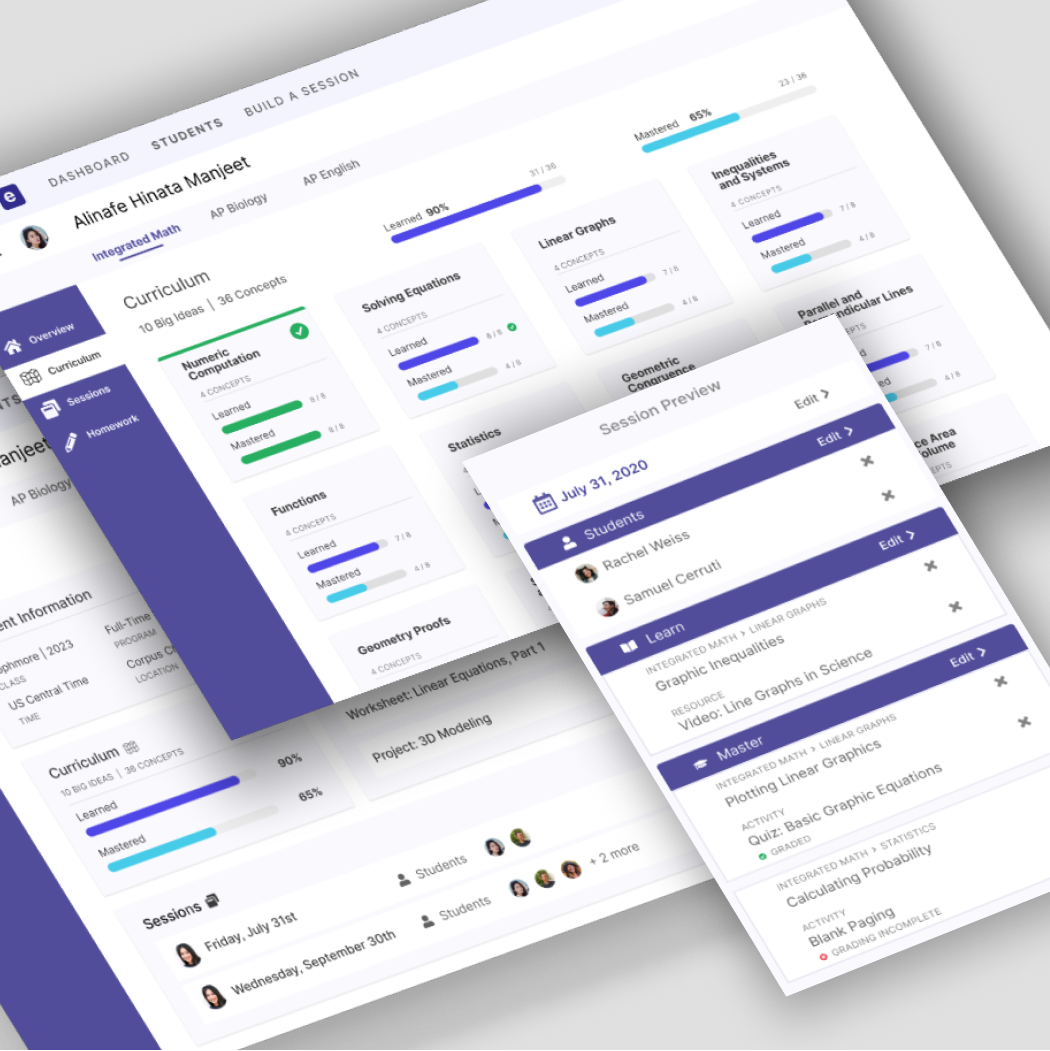 e
DASHBOARD
STUDENTS
BUILD A SESSION
Alinafe Hinata Manjeet
Integrated Math
AP Biology
AP English
Overview
Curriculum
Sessions
Homework
Curriculum
10 Big Ideas | 36 Concepts
Learned 90%
31 / 36
Mastered 65%
23 / 36
Numeric
Computation
4 CONCEPTS
Learned
8 / 8
Mastered
8 / 8
Solving Equations
4 CONCEPTS
Learned
8 / 8
Mastered
4 / 8
Linear Graphs
4 CONCEPTS
Learned
7 / 8
Mastered
4 / 8
Inequalities
and Systems
4 CONCEPTS
Learned
7 / 8
Mastered
4 / 8
Functions
4 CONCEPTS
Learned
7 / 8
Mastered
4 / 8
Statistics
Geometric
Congruence
Parallel and
Lines
7 / 8
4 / 8
Geometry Proofs
4 CONCEPTS
Area
AP Biology
Information
2023
CLASS
US Central Time
TIME
Full-Time
PROGRAM
Corpus
LOCATION
Curriculum
10 BIG IDEAS | 36 CONCEPTS
Learned
90%
Mastered
65%
Worksheet: Linear Equations, Part 1
Project: 3D Modeling
Sessions
Friday, July 31st
Students
Wednesday, September 30th
Students
+ 2 more
Session Preview
July 31, 2020
Edit
Students
Edit
Rachel Weiss
Samuel Cerruti
Learn
Edit
INTEGRATED MATH > LINEAR GRAPHS
Graphic Inequalities
RESOURCE
Video: Line Graphs in Science
Master
Edit
INTEGRATED MATH > LINEAR GRAPHS
Plotting Linear Graphics
ACTIVITY
Quiz: Basic Graphic Equations
GRADED
INTEGRATED MATH > STATISTICS
Calculating Probability
ACTIVITY
Blank Paging
GRADING INCOMPLETE